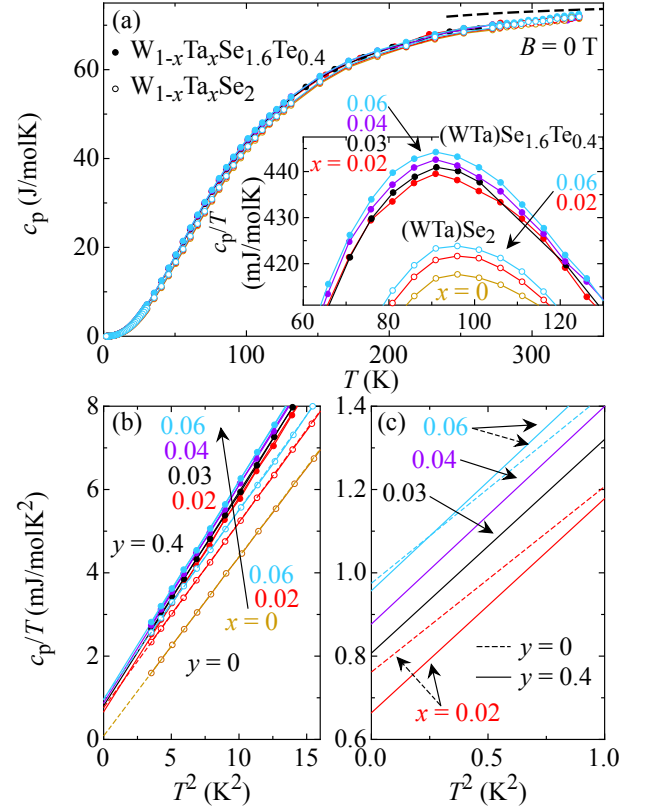 (a)
W₁₋ₓTaₓSe₁.₆Te₀.₄
W₁₋ₓTaₓSe₂
B = 0 T
cₚ (J/molK)
60
40
20
0
0
100
200
300
T (K)
0.06
0.04
0.03
x = 0.02
(WTa)Se₁.₆Te₀.₄
0.06
0.02
(WTa)Se₂
x = 0
cₚ/T
(mJ/molK)
440
430
420
60
80
100
120
(b)
0.06
0.04
0.03
0.02
y = 0.4
0.06
0.02
x = 0
y = 0
cₚ/T (mJ/molK²)
8
6
4
2
0
0
5
10
15
T² (K²)
(c)
0.06
0.04
0.03
y = 0
y = 0.4
x = 0.02
1.4
1.2
1.0
0.8
0.6
0.0
0.5
1.0
T² (K²)